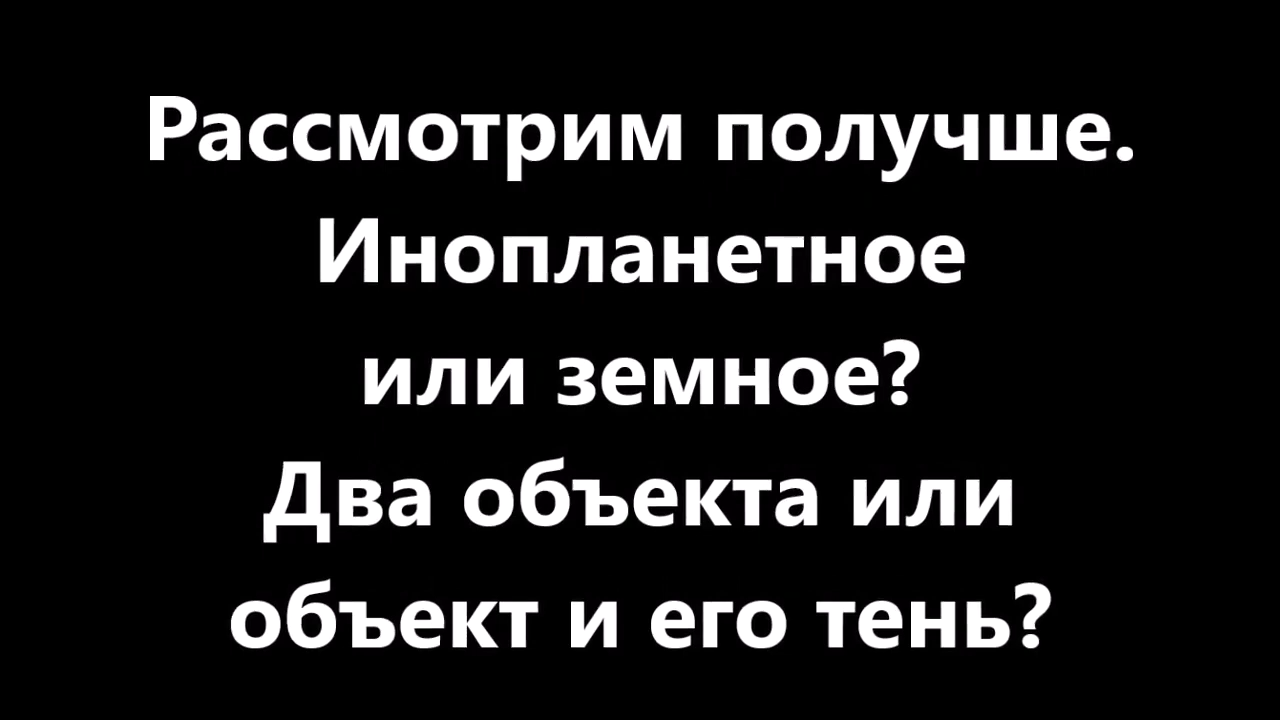 Рассмотрим получше.
Инопланетное
или земное?
Два объекта или
объект и его тень?